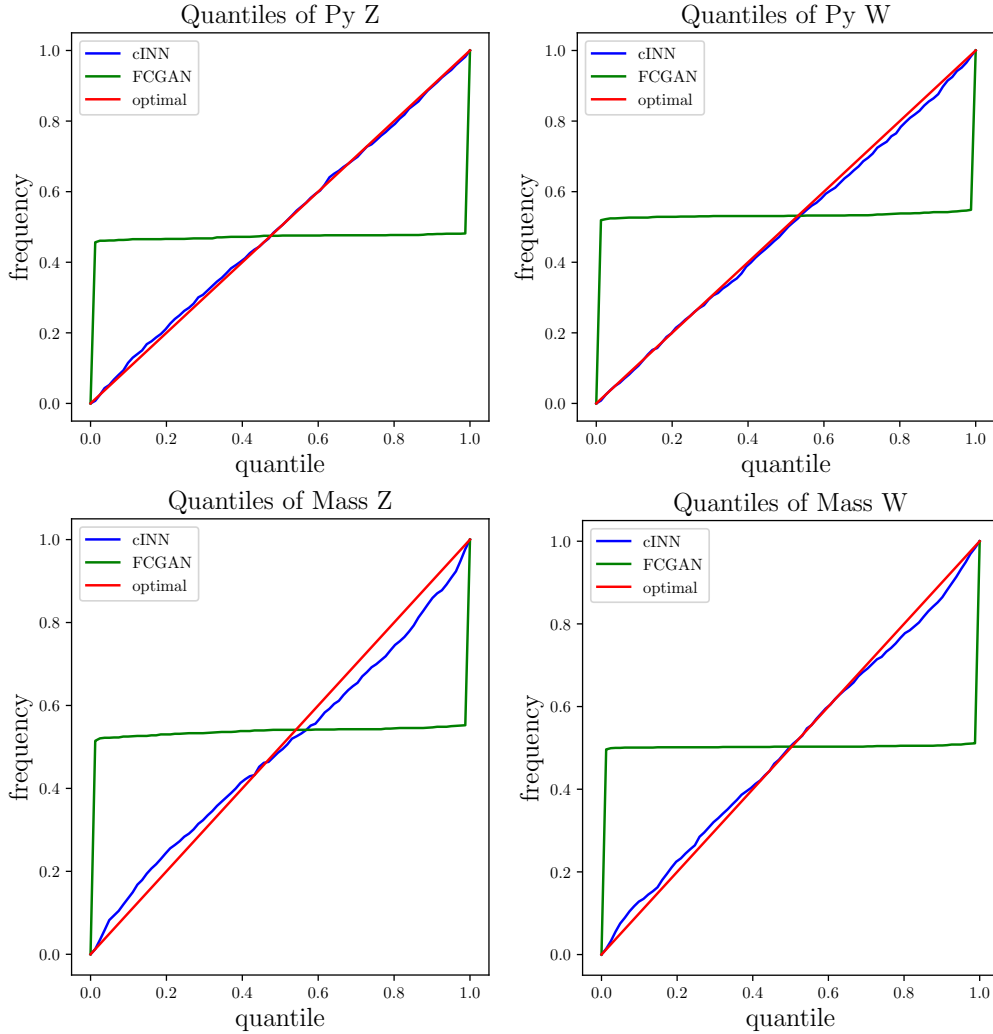 Quantiles of Py Z
cINN
FCGAN
optimal
1.0
0.8
0.6
0.4
0.2
0.0
frequency
0.0 0.2 0.4 0.6 0.8 1.0
quantile
Quantiles of Py W
cINN
FCGAN
optimal
1.0
0.8
0.6
0.4
0.2
0.0
frequency
0.0 0.2 0.4 0.6 0.8 1.0
quantile
Quantiles of Mass Z
cINN
FCGAN
optimal
1.0
0.8
0.6
0.4
0.2
0.0
frequency
0.0 0.2 0.4 0.6 0.8 1.0
quantile
Quantiles of Mass W
cINN
FCGAN
optimal
1.0
0.8
0.6
0.4
0.2
0.0
frequency
0.0 0.2 0.4 0.6 0.8 1.0
quantile